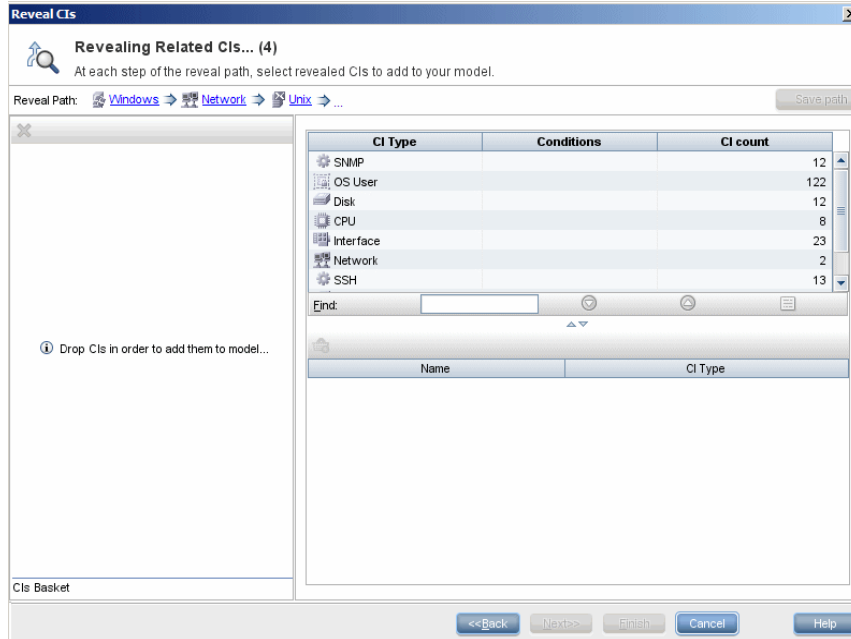 Reveal CIs
Revealing Related CIs... (4)
At each step of the reveal path, select revealed CIs to add to your model.
Reveal Path: Windows Network Unix ...
Save path
CI Type Conditions CI count
SNMP 12
OS User 122
Disk 12
CPU 8
Interface 23
Network 2
SSH 13
Find:
Drop CIs in order to add them to model...
Name CI Type
CIs Basket
<<Back Next>> Finish Cancel Help